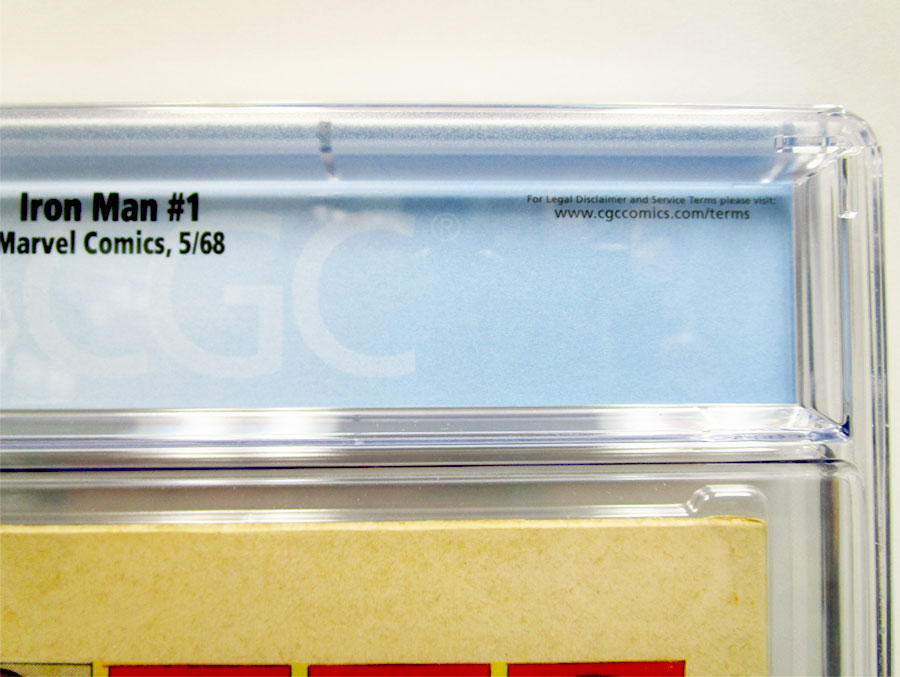 Iron Man #1
Marvel Comics, 5/68
CGC®
For Legal Disclaimer and Service Terms please visit:
www.cgccomics.com/terms